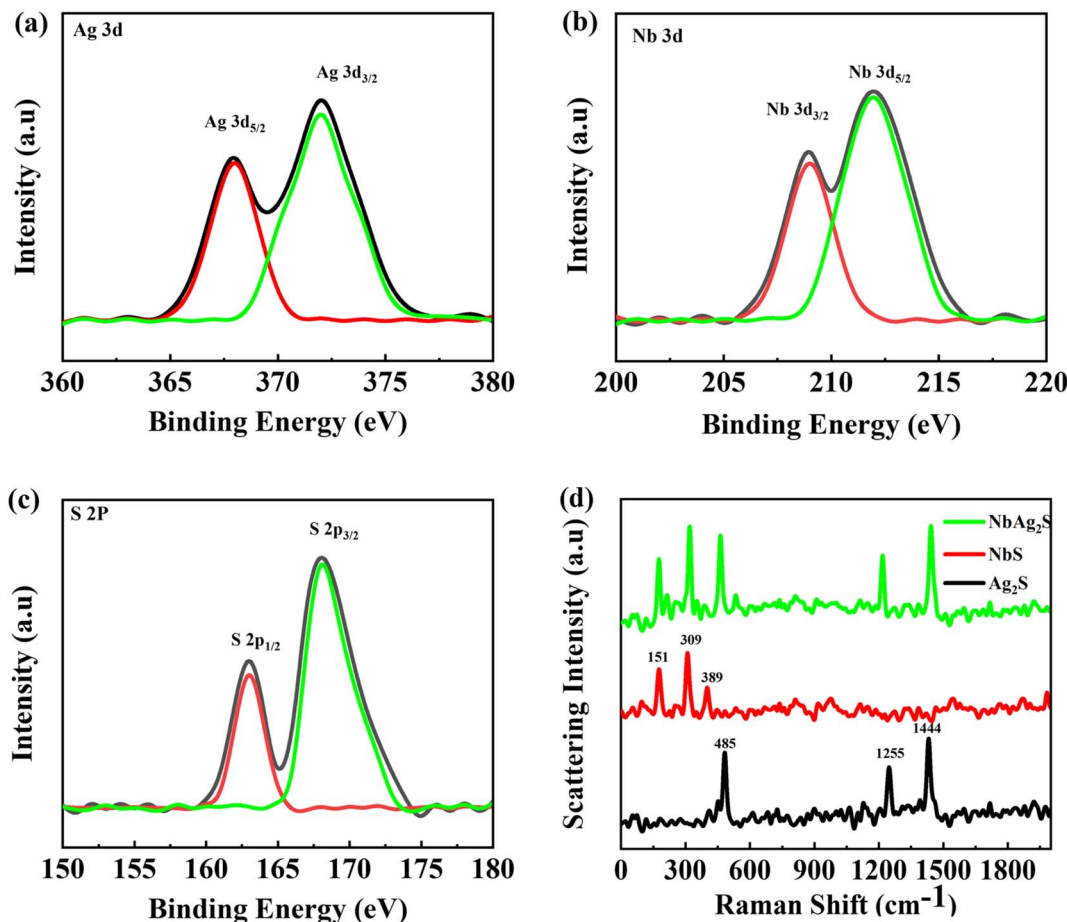 (a)
Ag 3d
Ag 3d5/2
Ag 3d3/2
Intensity (a.u)
360 365 370 375 380
Binding Energy (eV)
(b)
Nb 3d
Nb 3d3/2
Nb 3d5/2
Intensity (a.u)
200 205 210 215 220
Binding Energy (eV)
(c)
S 2P
S 2p1/2
S 2p3/2
Intensity (a.u)
150 155 160 165 170 175 180
Binding Energy (eV)
(d)
NbAg2S
NbS
Ag2S
151
309
389
485
1255
1444
Scattering Intensity (a.u)
0 300 600 900 1200 1500 1800
Raman Shift (cm-1)